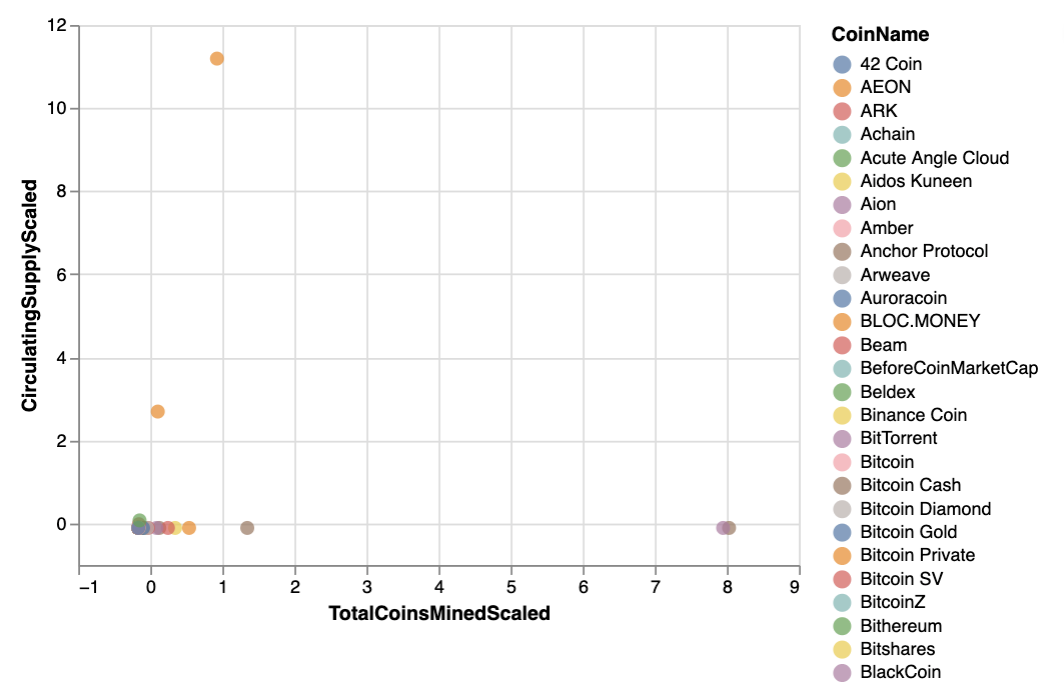 12
10
8
6
4
2
0
CirculatingSupplyScaled
−1 0 1 2 3 4 5 6 7 8 9
TotalCoinsMinedScaled
CoinName
42 Coin
AEON
ARK
Achain
Acute Angle Cloud
Aidos Kuneen
Aion
Amber
Anchor Protocol
Arweave
Auroracoin
BLOC.MONEY
Beam
BeforeCoinMarketCap
Beldex
Binance Coin
BitTorrent
Bitcoin
Bitcoin Cash
Bitcoin Diamond
Bitcoin Gold
Bitcoin Private
Bitcoin SV
BitcoinZ
Bithereum
Bitshares
BlackCoin